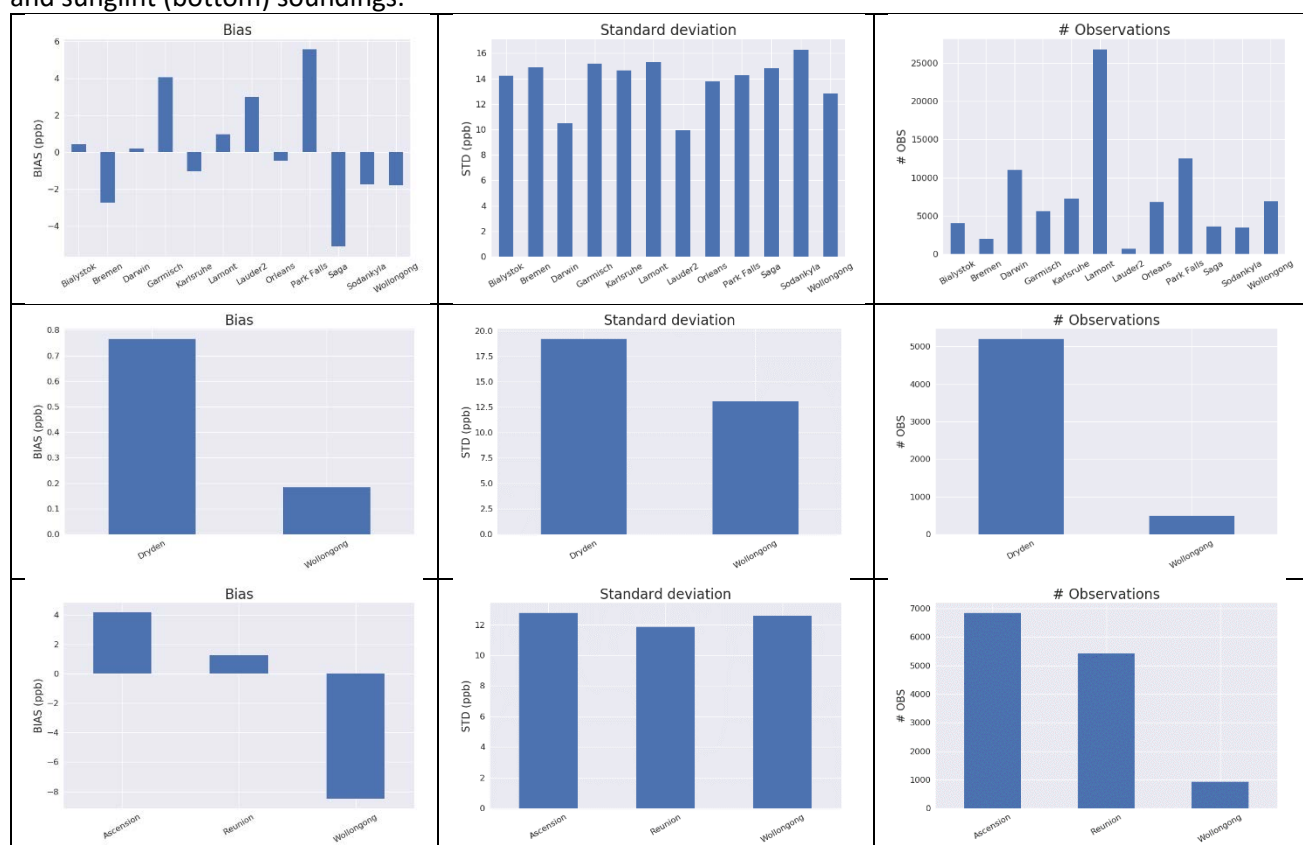 and sunglint (bottom) soundings.
Bias
BIAS (ppb)
6
4
2
0
−2
−4
Bialystok
Bremen
Darwin
Garmisch
Karlsruhe
Lamont
Lauder2
Orleans
Park Falls
Saga
Sodankyla
Wollongong
Standard deviation
STD (ppb)
16
14
12
10
8
6
4
2
0
Bialystok
Bremen
Darwin
Garmisch
Karlsruhe
Lamont
Lauder2
Orleans
Park Falls
Saga
Sodankyla
Wollongong
# Observations
# OBS
25000
20000
15000
10000
5000
0
Bialystok
Bremen
Darwin
Garmisch
Karlsruhe
Lamont
Lauder2
Orleans
Park Falls
Saga
Sodankyla
Wollongong
Bias
BIAS (ppb)
0.8
0.7
0.6
0.5
0.4
0.3
0.2
0.1
0.0
Dryden
Wollongong
Standard deviation
STD (ppb)
20.0
17.5
15.0
12.5
10.0
7.5
5.0
2.5
0.0
Dryden
Wollongong
# Observations
# OBS
5000
4000
3000
2000
1000
0
Dryden
Wollongong
Bias
BIAS (ppb)
4
2
0
−2
−4
−6
−8
Ascension
Reunion
Wollongong
Standard deviation
STD (ppb)
12
10
8
6
4
2
0
Ascension
Reunion
Wollongong
# Observations
# OBS
7000
6000
5000
4000
3000
2000
1000
0
Ascension
Reunion
Wollongong